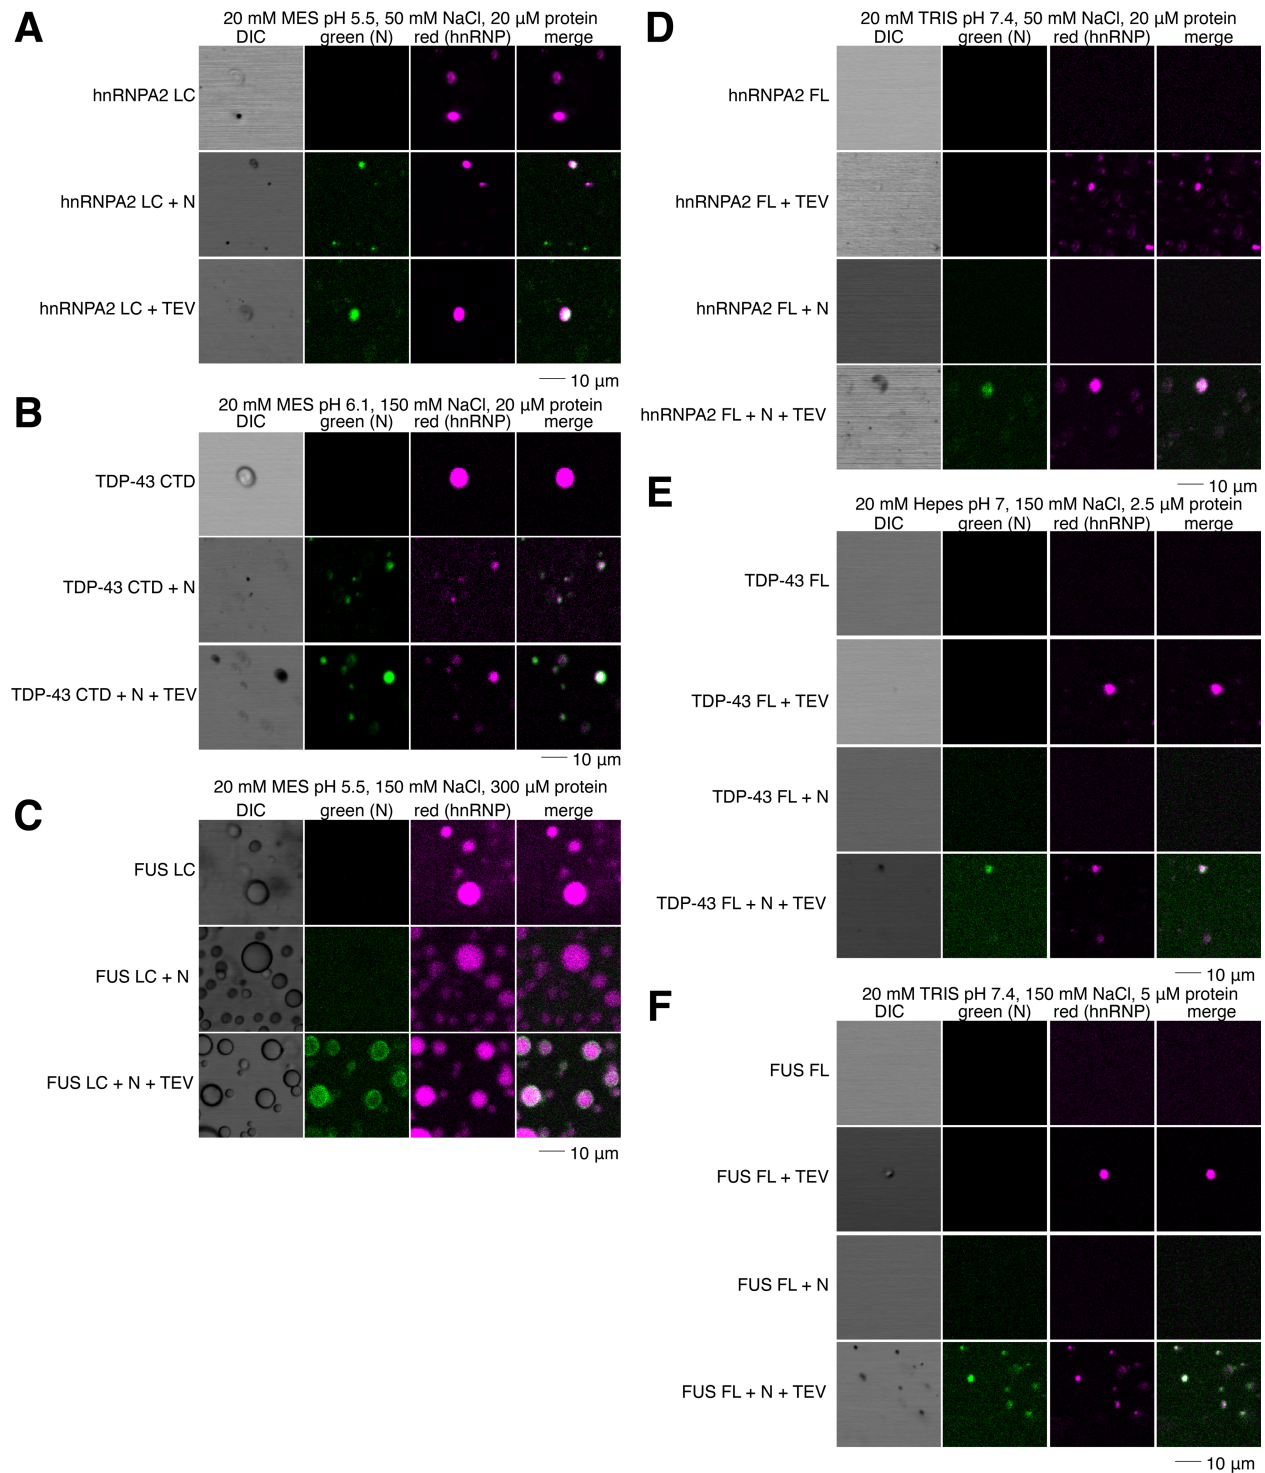 A
20 mM MES pH 5.5, 50 mM NaCl, 20 µM protein
DIC green (N) red (hnRNP) merge
hnRNPA2 LC
hnRNPA2 LC + N
hnRNPA2 LC + TEV
10 µm
B
20 mM MES pH 6.1, 150 mM NaCl, 20 µM protein
DIC green (N) red (hnRNP) merge
TDP-43 CTD
TDP-43 CTD + N
TDP-43 CTD + N + TEV
10 µm
C
20 mM MES pH 5.5, 150 mM NaCl, 300 µM protein
DIC green (N) red (hnRNP) merge
FUS LC
FUS LC + N
FUS LC + N + TEV
10 µm
D
20 mM TRIS pH 7.4, 50 mM NaCl, 20 µM protein
DIC green (N) red (hnRNP) merge
hnRNPA2 FL
hnRNPA2 FL + TEV
hnRNPA2 FL + N
hnRNPA2 FL + N + TEV
10 µm
E
20 mM Hepes pH 7, 150 mM NaCl, 2.5 µM protein
DIC green (N) red (hnRNP) merge
TDP-43 FL
TDP-43 FL + TEV
TDP-43 FL + N
TDP-43 FL + N + TEV
10 µm
F
20 mM TRIS pH 7.4, 150 mM NaCl, 5 µM protein
DIC green (N) red (hnRNP) merge
FUS FL
FUS FL + TEV
FUS FL + N
FUS FL + N + TEV
10 µm